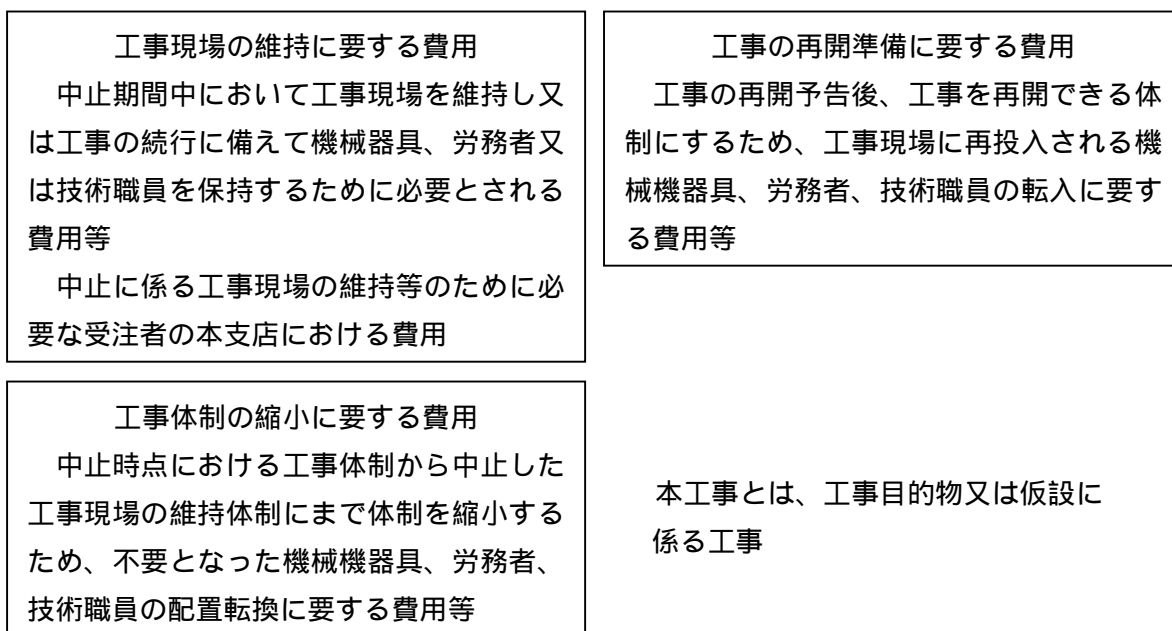 工事現場の維持に要する費用
中止期間中において工事現場を維持し又
は工事の続行に備えて機械器具、労務者又
は技術職員を保持するために必要とされる
費用等
中止に係る工事現場の維持等のために必
要な受注者の本支店における費用
工事の再開準備に要する費用
工事の再開予告後、工事を再開できる体
制にするため、工事現場に再投入される機
械機器具、労務者、技術職員の転入に要す
る費用等
工事体制の縮小に要する費用
中止時点における工事体制から中止した
工事現場の維持体制にまで体制を縮小する
ため、不要となった機械機器具、労務者、
技術職員の配置転換に要する費用等
本工事とは、工事目的物又は仮設に
係る工事